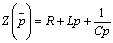 Z(p̄) = R + Lp + 1/Cp